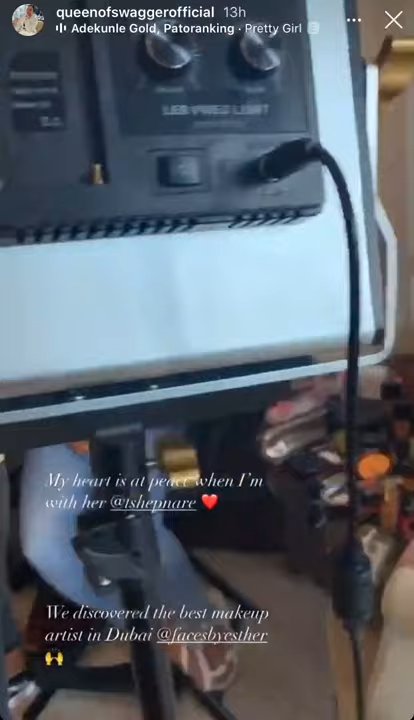 queenofswaggerofficial 13h
Adekunle Gold, Patoranking · Pretty Girl
LED VIDEO LIGHT
My heart is at peace when I'm
with her @tshepnare ❤️
We discovered the best makeup
artist in Dubai @facesbyesther
🙌